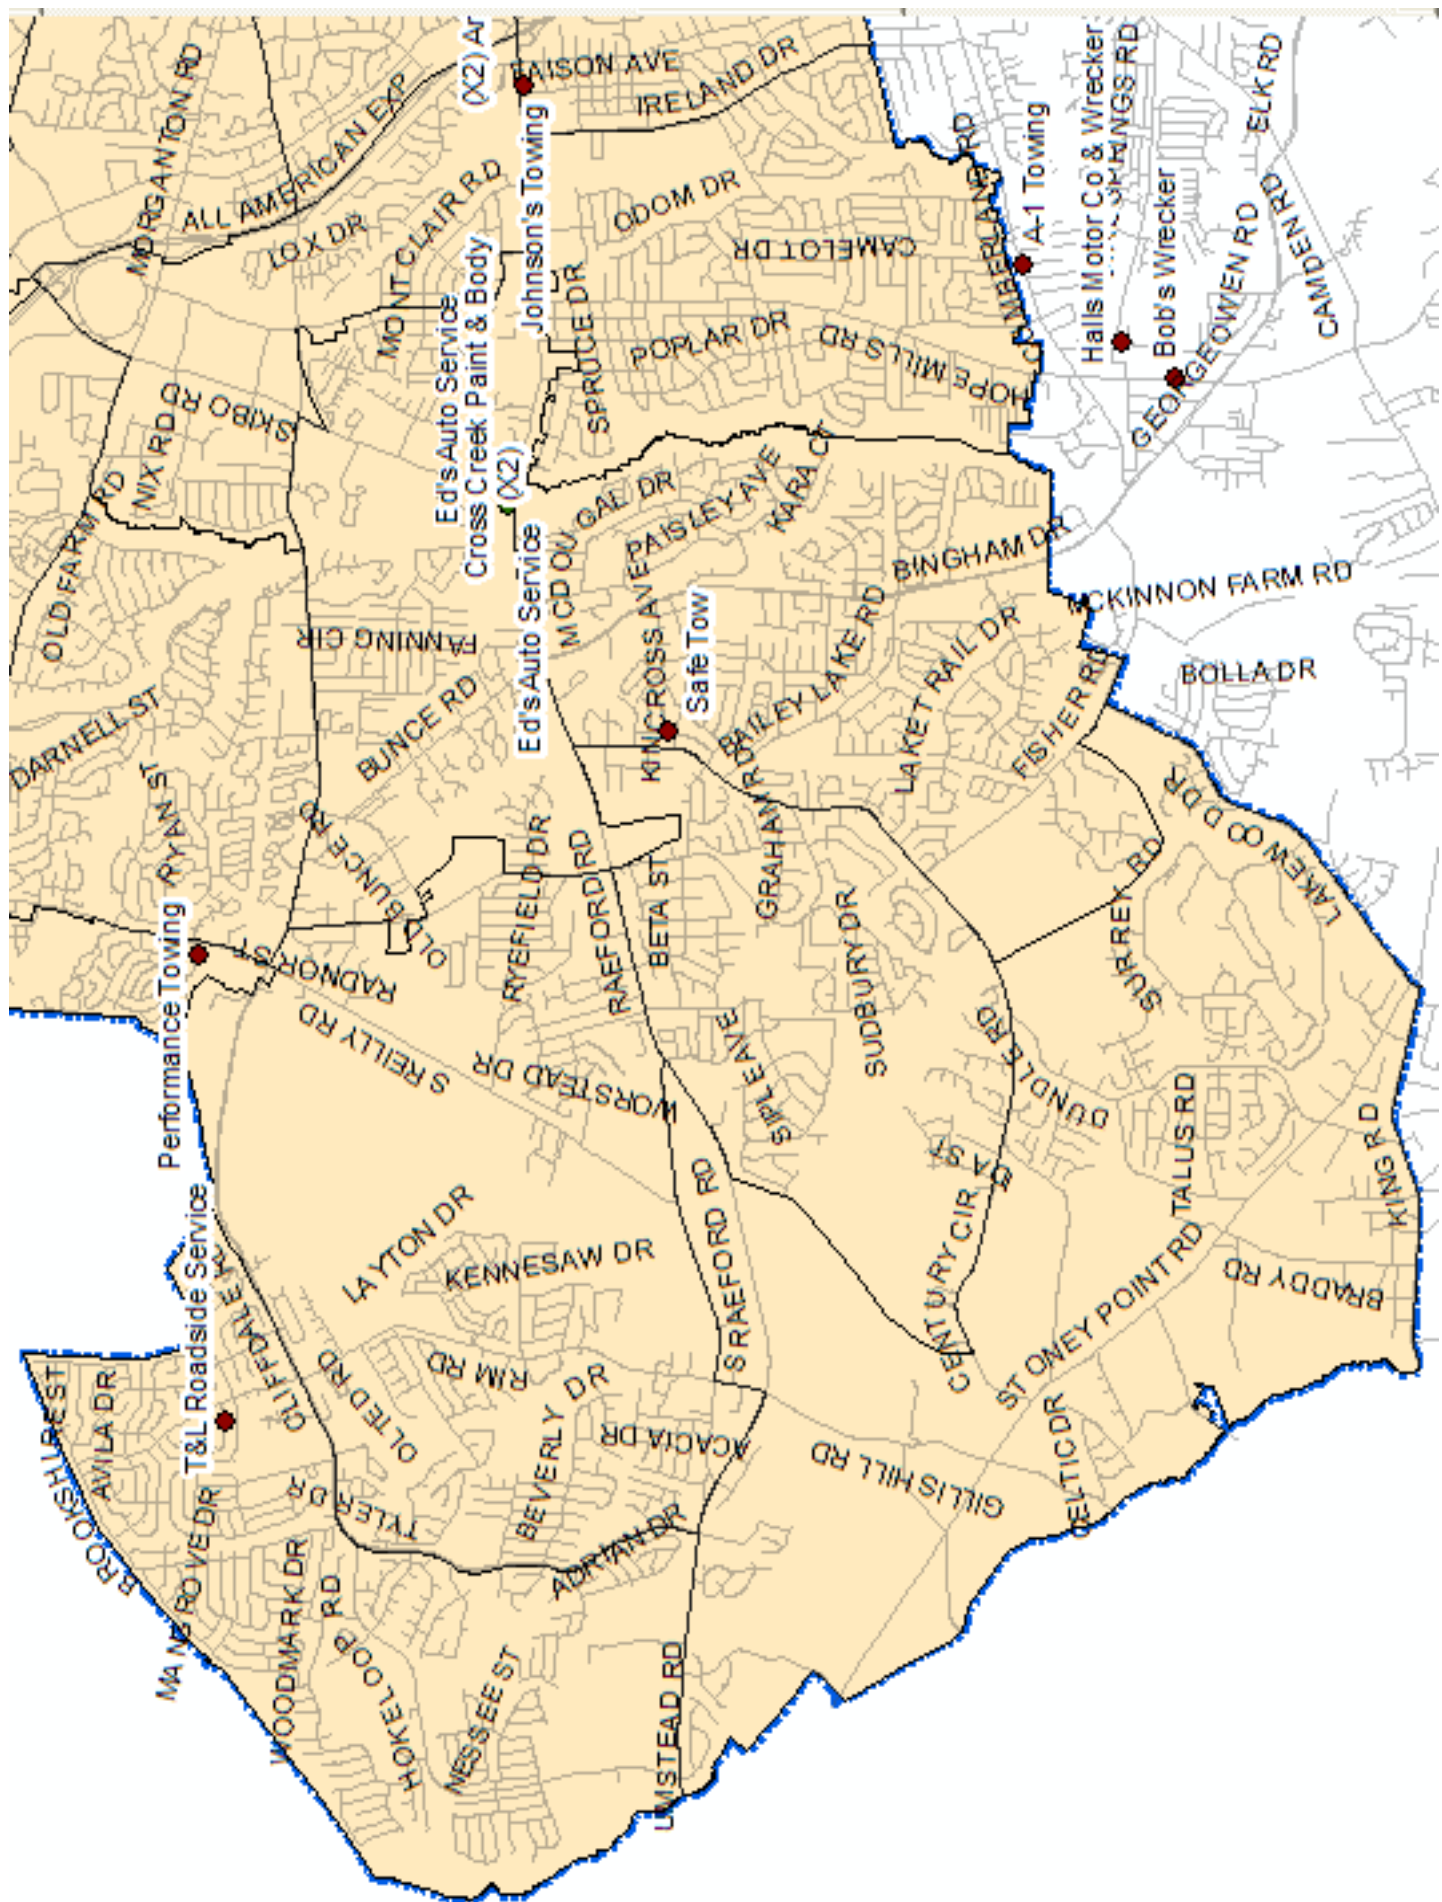 MORGANTON RD
ALL AMERICAN EXP
(X2) Ar
FAISON AVE
IRELAND DR
LOX DR
MONT CLAIR RD
Johnson's Towing
ODOM DR
CAMELOT DR
CUMBERLAND RD
A-1 Towing
Halls Motor Co & Wrecker
SPRINGS RD
ELK RD
Bob's Wrecker
GEORGEOWEN RD
CAMDEN RD
SKIBO RD
NIX RD
OLD FARM RD
Ed's Auto Service
Cross Creek Paint & Body
(X2)
SPRUCE DR
POPLAR DR
HOPE MILLS RD
MCDOUGAL DR
PAISLEY AVE
KARA CT
BINGHAM DR
MCKINNON FARM RD
BOLLA DR
FANNING CIR
Ed's Auto Service
KINCROSS AVE
Safe Tow
BAILEY LAKE RD
LAKETRAIL DR
FISHER RD
DARNELL ST
RYAN ST
BUNCE RD
OLD BUNCE RD
RYEFIELD DR
RAEFORD RD
BETA ST
GRAHAM RD
LAKEWOOD DR
SURREY RD
Performance Towing
RADNOR ST
S REILLY RD
WORSTEAD DR
SIPLE AVE
SUDBURY DR
DUNDLE RD
IDA ST
TALUS RD
KING RD
T&L Roadside Service
CLIFFDALE RD
LAYTON DR
KENNESAW DR
S RAEFORD RD
CENTURY CIR
STONEY POINT RD
BRADDY RD
BROOKSHIRE ST
AVILA DR
OLTED RD
RIM RD
BEVERLY DR
ACACIA DR
GILLIS HILL RD
CELTIC DR
MANGROVE DR
TYLER DR
ADRIAN DR
WOODMARK DR
HOKE LOOP RD
NESSEE ST
UMSTEAD RD